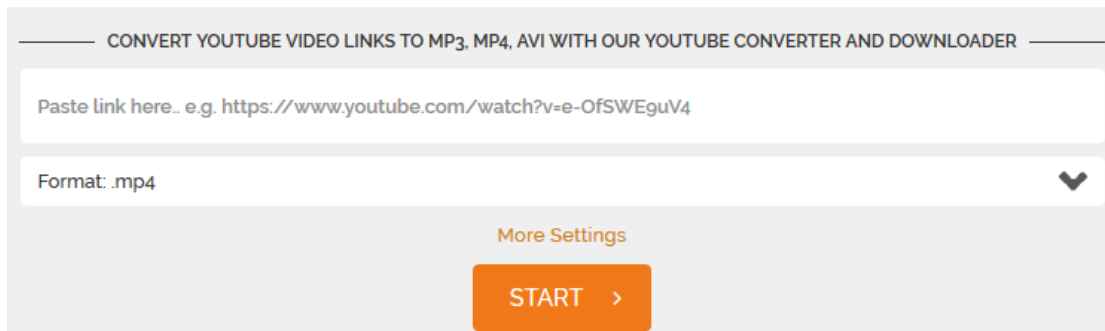 CONVERT YOUTUBE VIDEO LINKS TO MP3, MP4, AVI WITH OUR YOUTUBE CONVERTER AND DOWNLOADER
Paste link here.. e.g. https://www.youtube.com/watch?v=e-OfSWE9uV4
Format: .mp4
More Settings
START